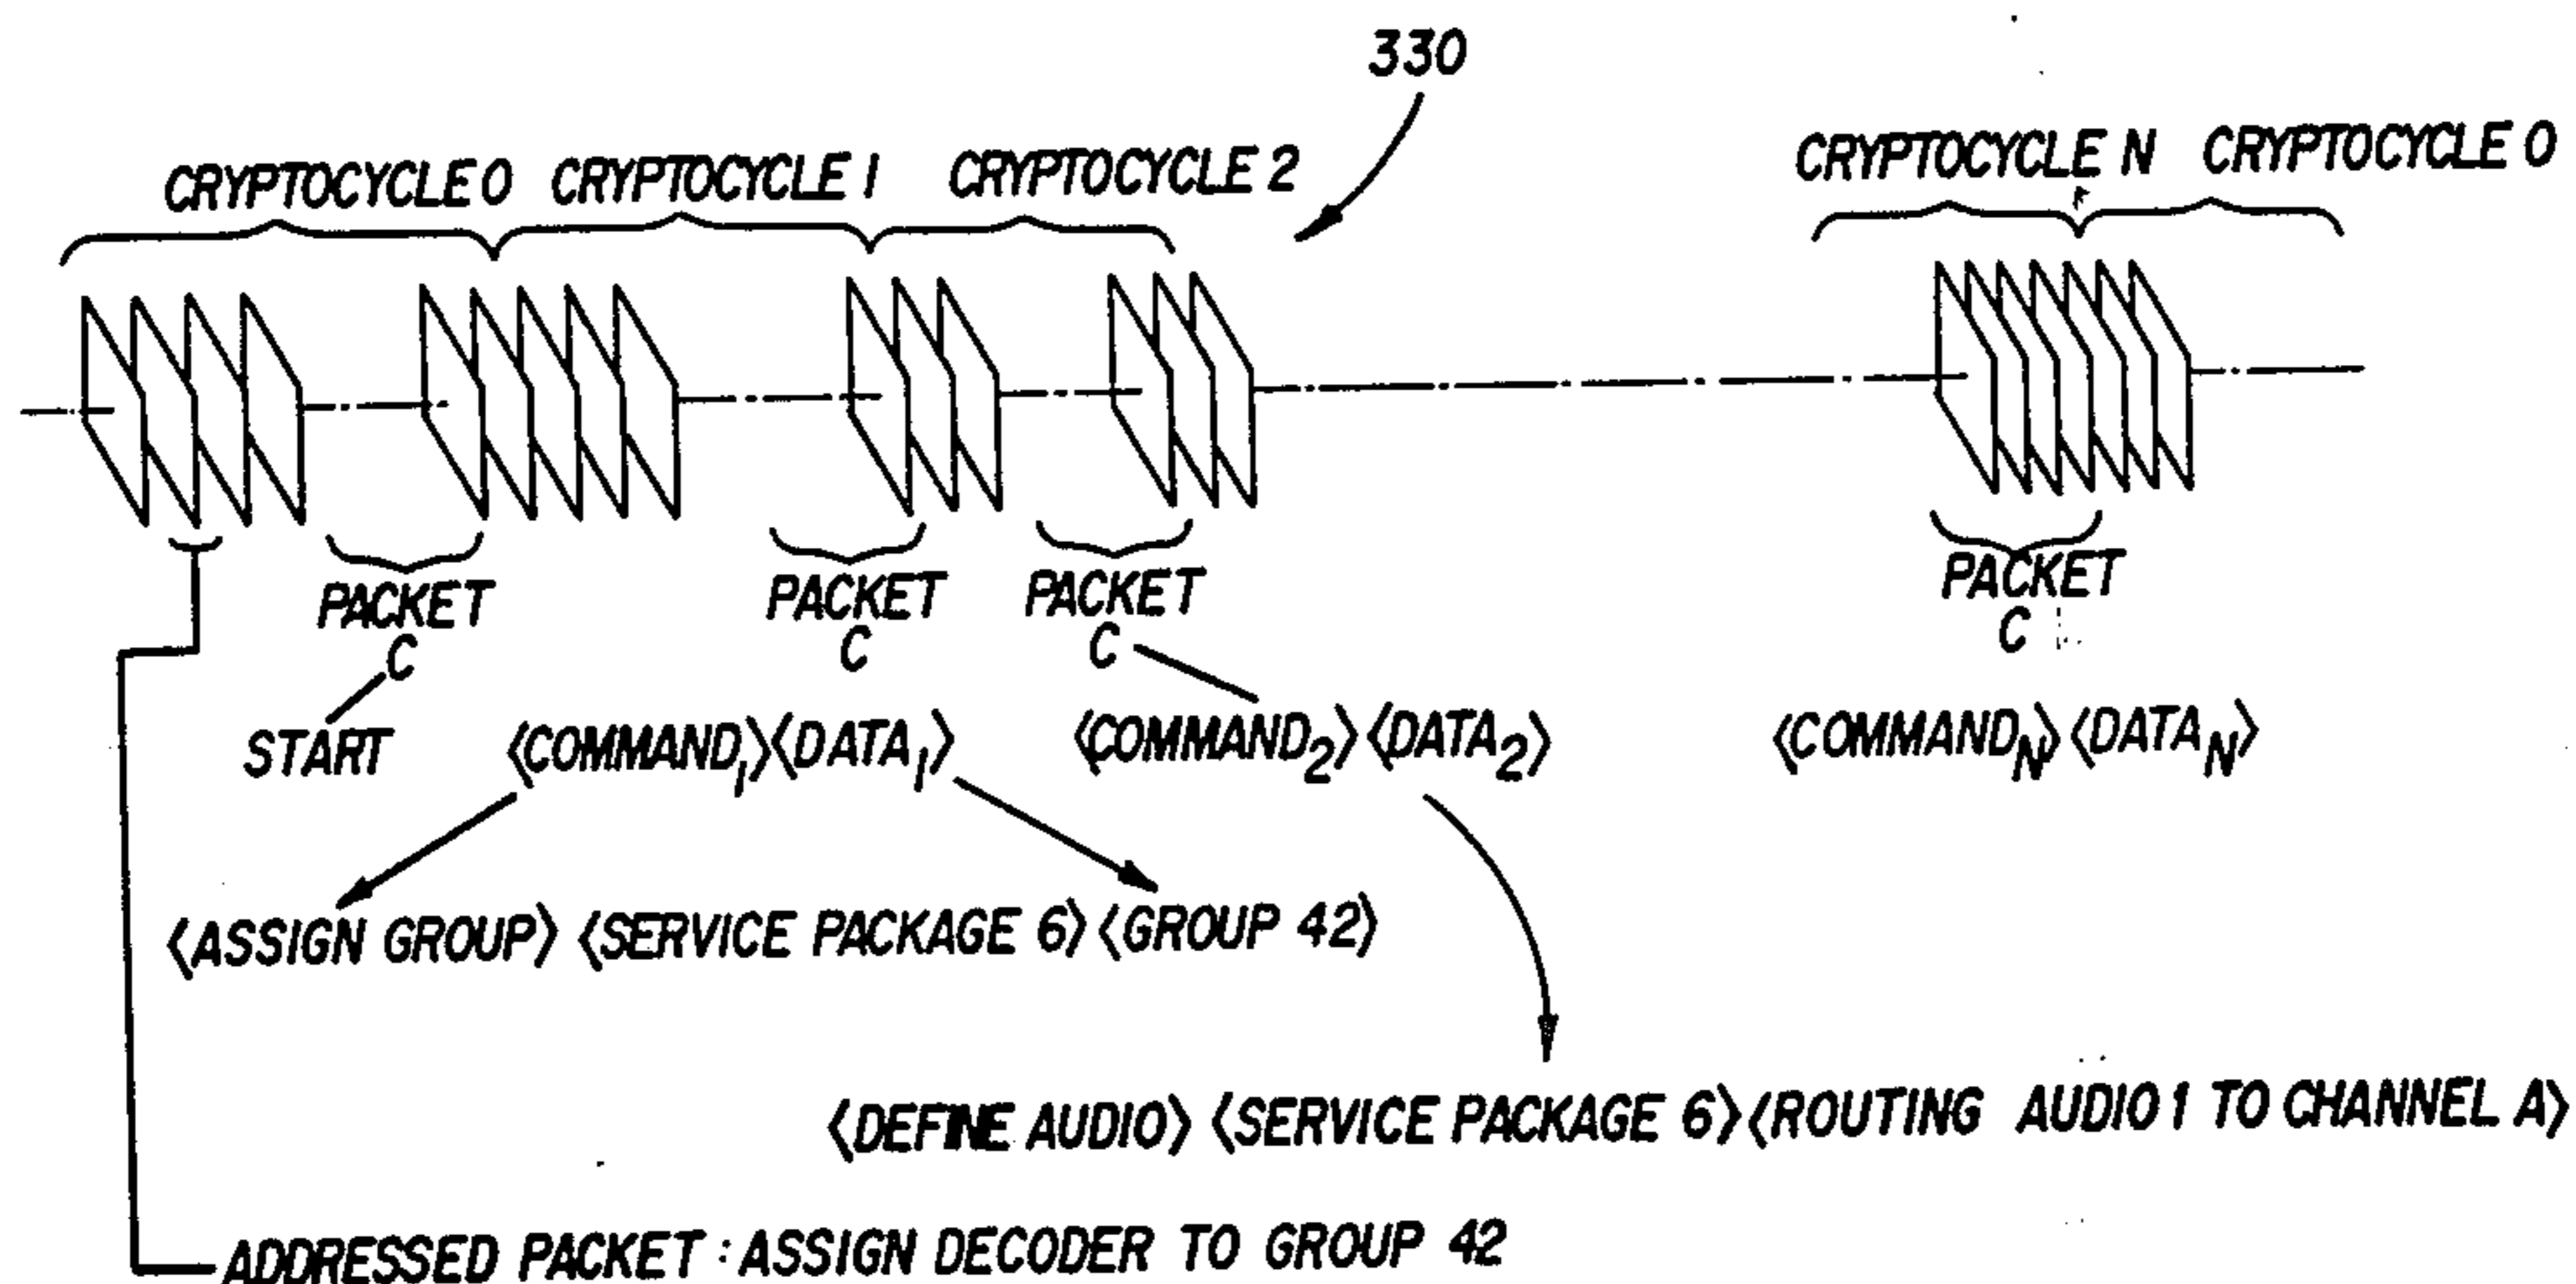 330
CRYPTOCYCLE 0 CRYPTOCYCLE 1 CRYPTOCYCLE 2 CRYPTOCYCLE N CRYPTOCYCLE 0
PACKET C
PACKET C
PACKET C
PACKET C
START <COMMAND1><DATA1> <COMMAND2><DATA2> <COMMANDN><DATAN>
<ASSIGN GROUP> <SERVICE PACKAGE 6> <GROUP 42>
<DEFINE AUDIO> <SERVICE PACKAGE 6> <ROUTING AUDIO 1 TO CHANNEL A>
ADDRESSED PACKET : ASSIGN DECODER TO GROUP 42